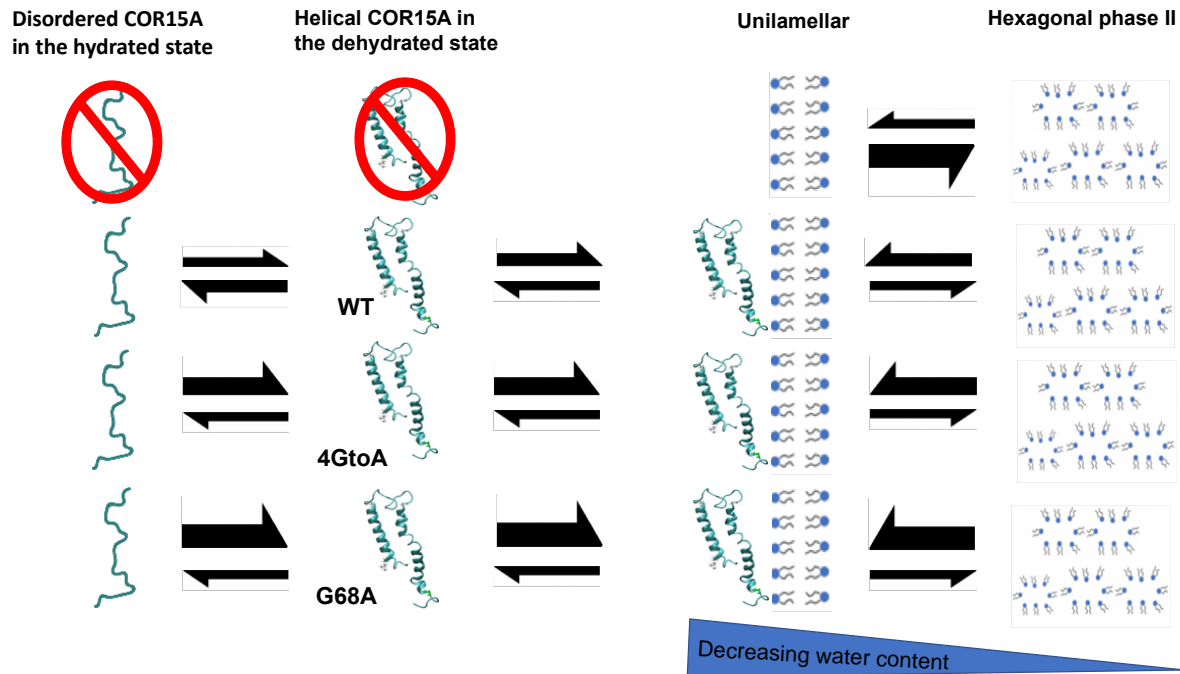 Disordered COR15A
in the hydrated state
Helical COR15A in
the dehydrated state
Unilamellar
Hexagonal phase II
WT
4GtoA
G68A
Decreasing water content